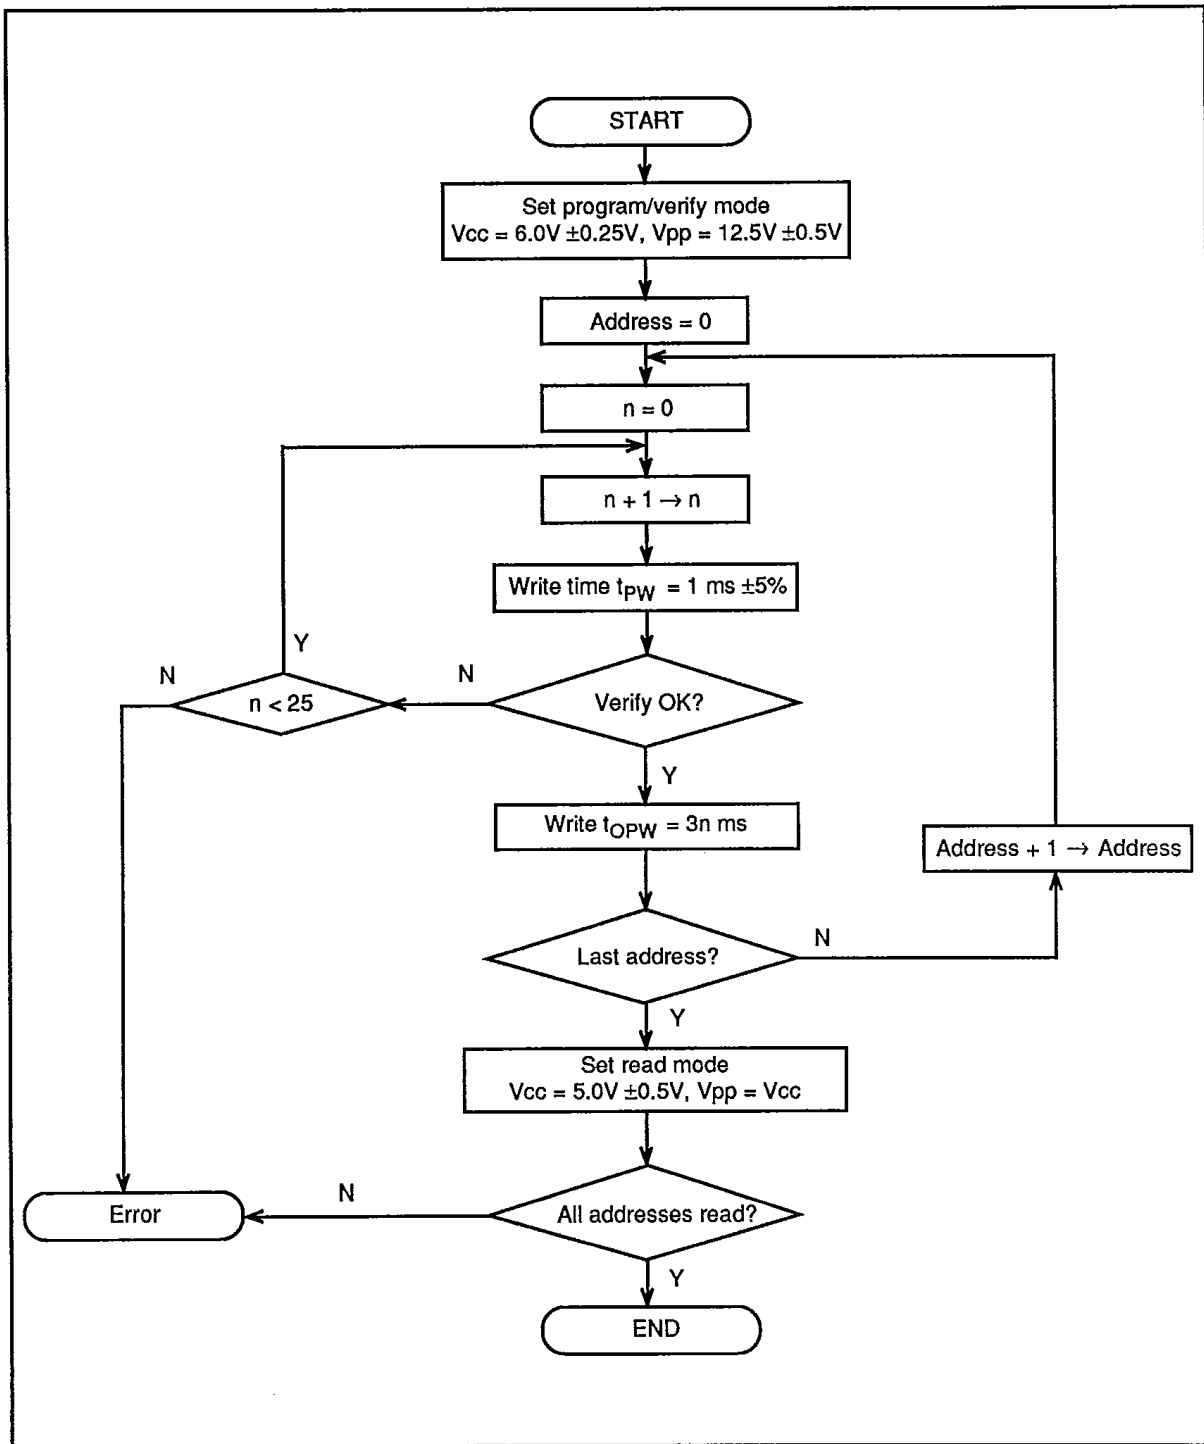 START
Set program/verify mode
Vcc = 6.0V ±0.25V, Vpp = 12.5V ±0.5V
Address = 0
n = 0
n + 1 → n
Write time tPW = 1 ms ±5%
Y
N
n < 25
N
Verify OK?
Y
Write tOPW = 3n ms
Address + 1 → Address
Last address?
N
Y
Set read mode
Vcc = 5.0V ±0.5V, Vpp = Vcc
Error
N
All addresses read?
Y
END